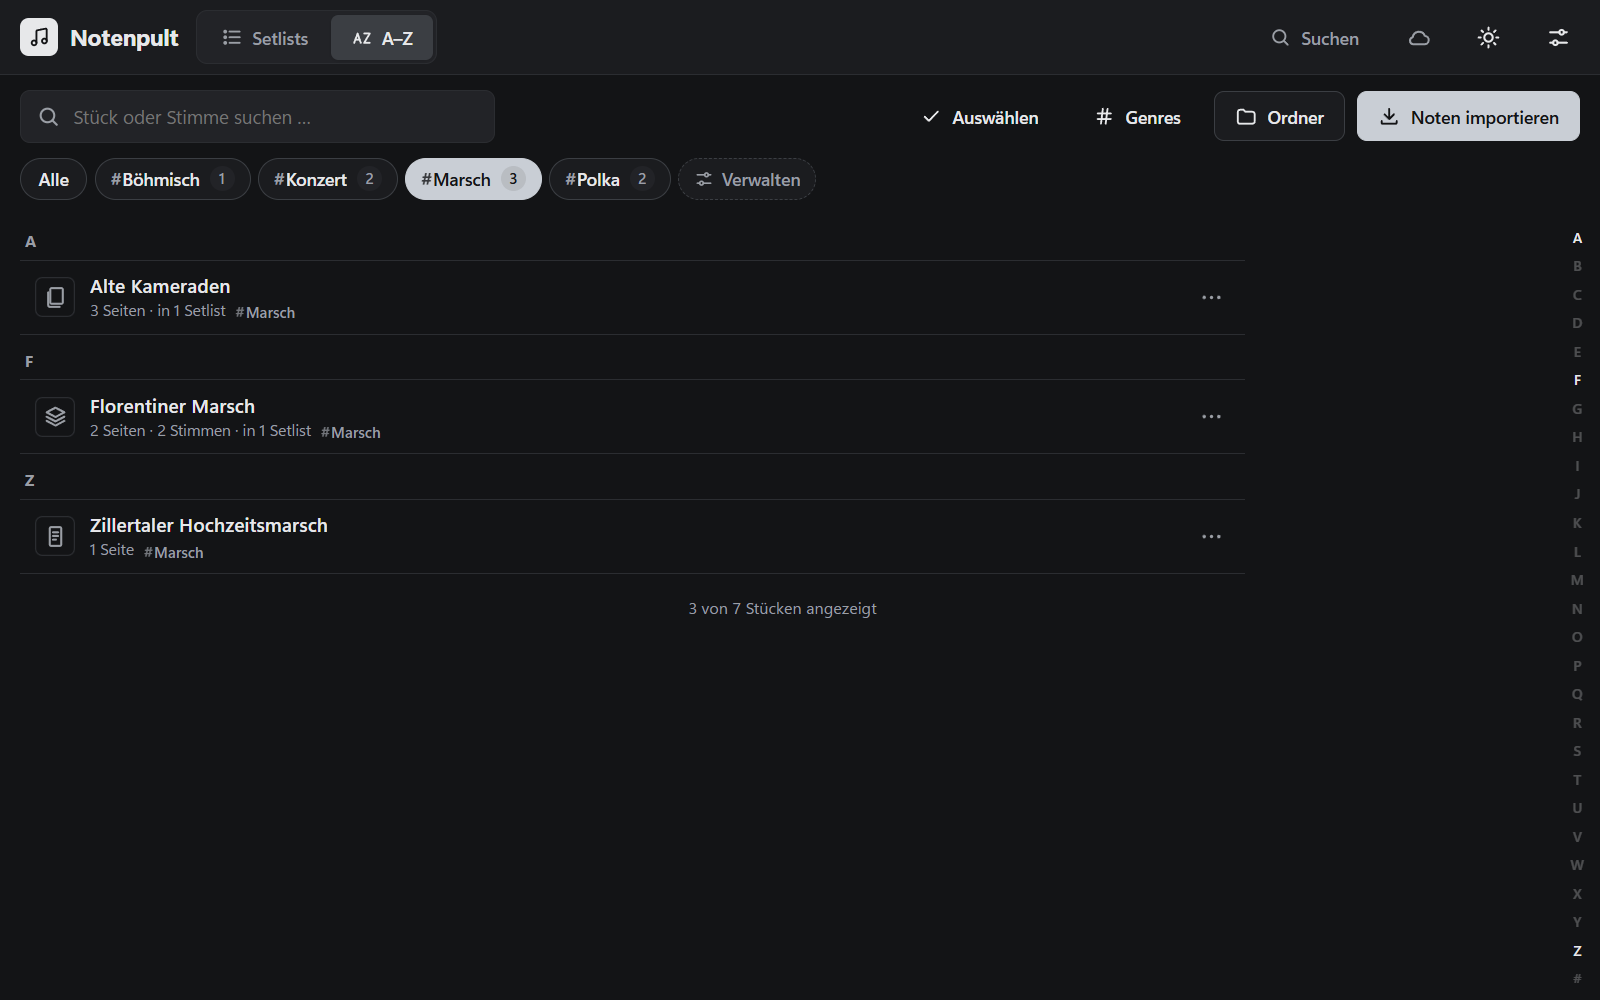 Notenpult
Setlists
AZ A–Z
Suchen
Stück oder Stimme suchen ...
Auswählen
# Genres
Ordner
Noten importieren
Alle
#Böhmisch 1
#Konzert 2
#Marsch 3
#Polka 2
Verwalten
A
Alte Kameraden
3 Seiten · in 1 Setlist #Marsch
F
Florentiner Marsch
2 Seiten · 2 Stimmen · in 1 Setlist #Marsch
Z
Zillertaler Hochzeitsmarsch
1 Seite #Marsch
3 von 7 Stücken angezeigt
A
B
C
D
E
F
G
H
I
J
K
L
M
N
O
P
Q
R
S
T
U
V
W
X
Y
Z
#